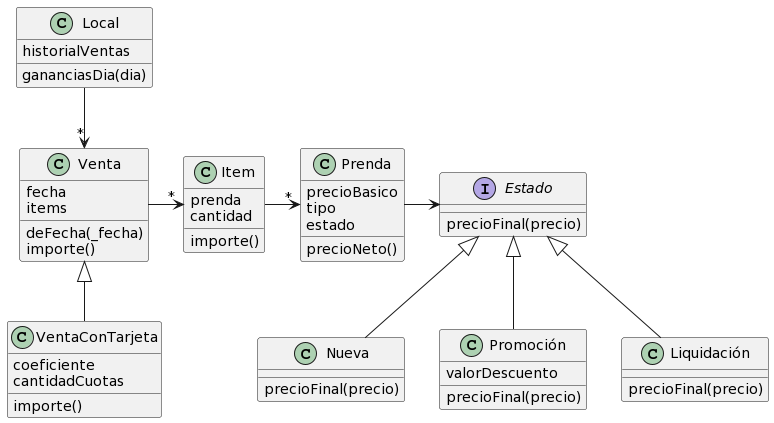 C Local
historialVentas
gananciasDia(dia)
*
C Venta
fecha
items
deFecha(_fecha)
importe()
*
C Item
prenda
cantidad
importe()
*
C Prenda
precioBasico
tipo
estado
precioNeto()
I Estado
precioFinal(precio)
C VentaConTarjeta
coeficiente
cantidadCuotas
importe()
C Nueva
precioFinal(precio)
C Promoción
valorDescuento
precioFinal(precio)
C Liquidación
precioFinal(precio)